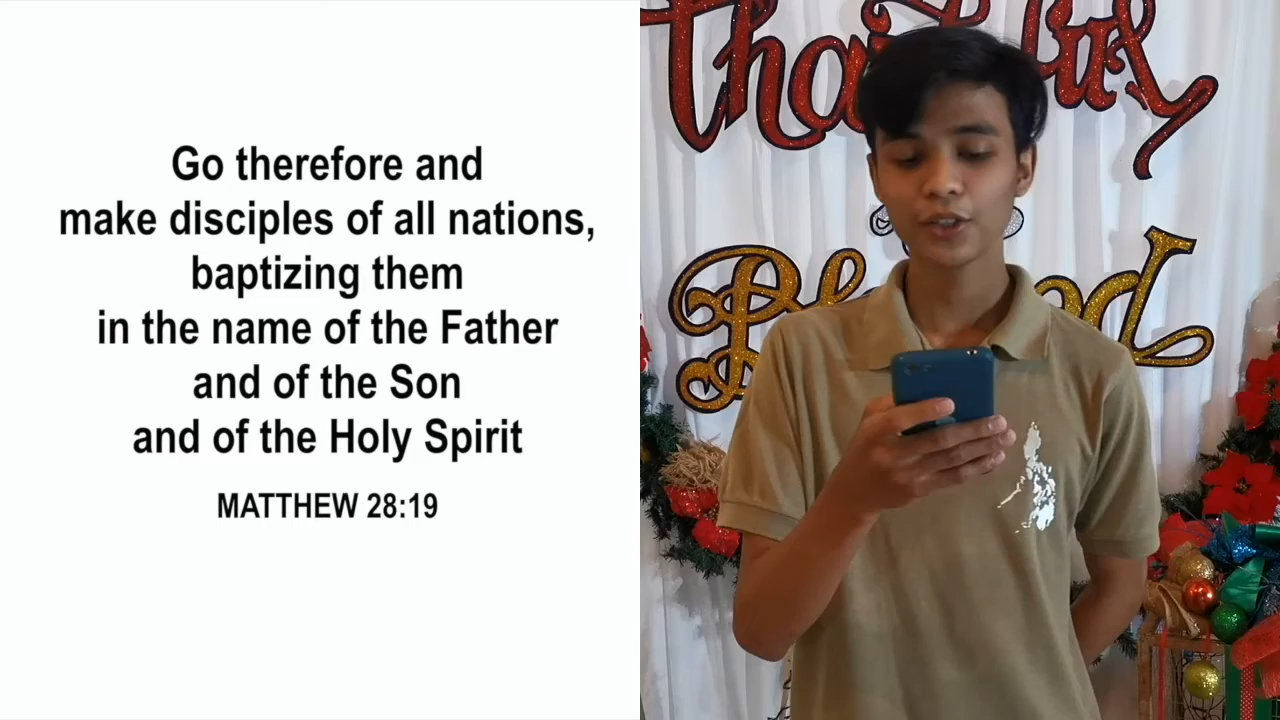 Go therefore and
make disciples of all nations,
baptizing them
in the name of the Father
and of the Son
and of the Holy Spirit
MATTHEW 28:19